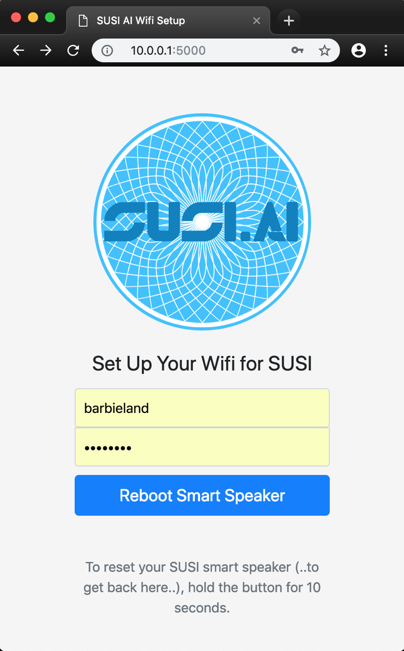 SUSI AI Wifi Setup
10.0.0.1:5000
SUSI.AI
Set Up Your Wifi for SUSI
barbieland
••••••••
Reboot Smart Speaker
To reset your SUSI smart speaker (..to
get back here..), hold the button for 10
seconds.